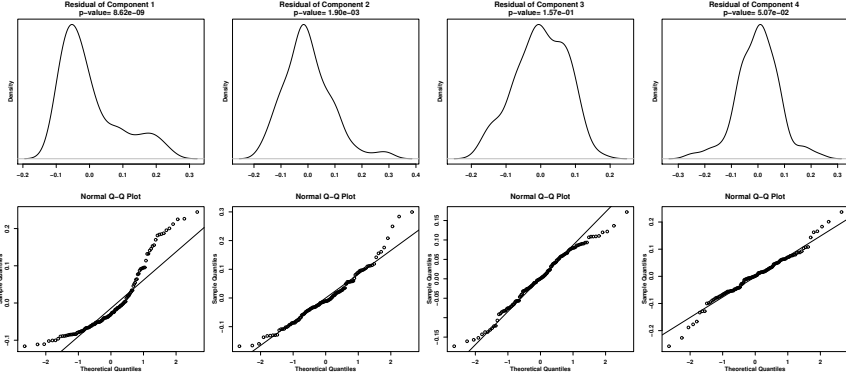 Residual of Component 1
p−value= 8.62e−09
Density
−0.2 −0.1 0.0 0.1 0.2 0.3
Residual of Component 2
p−value= 1.90e−03
Density
−0.2 −0.1 0.0 0.1 0.2 0.3 0.4
Residual of Component 3
p−value= 1.57e−01
Density
−0.2 −0.1 0.0 0.1 0.2
Residual of Component 4
p−value= 5.07e−02
Density
−0.3 −0.2 −0.1 0.0 0.1 0.2 0.3
Normal Q−Q Plot
Sample Quantiles
−0.1 0.0 0.1 0.2
−2 −1 0 1 2
Theoretical Quantiles
Normal Q−Q Plot
Sample Quantiles
−0.1 0.0 0.1 0.2 0.3
−2 −1 0 1 2
Theoretical Quantiles
Normal Q−Q Plot
Sample Quantiles
−0.15 −0.05 0.00 0.05 0.10 0.15
−2 −1 0 1 2
Theoretical Quantiles
Normal Q−Q Plot
Sample Quantiles
−0.2 −0.1 0.0 0.1 0.2
−2 −1 0 1 2
Theoretical Quantiles